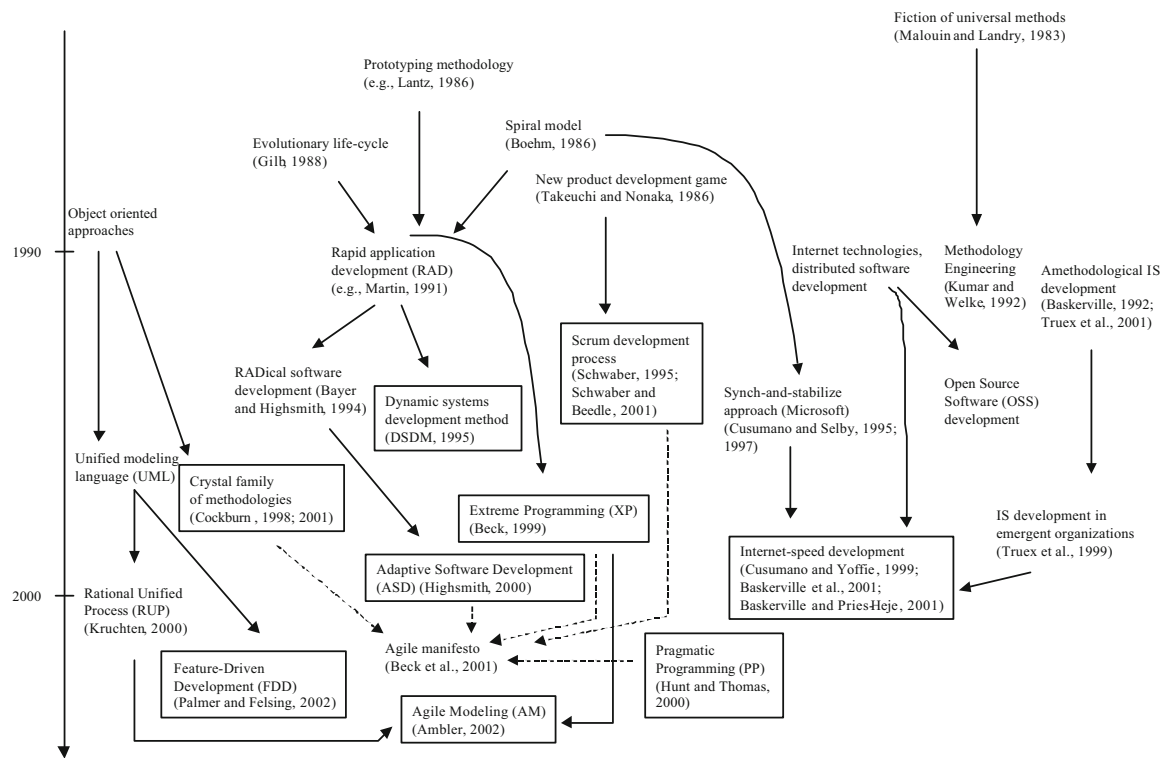 Fiction of universal methods
(Malouin and Landry, 1983)
Prototyping methodology
(e.g., Lantz, 1986)
Spiral model
(Boehm, 1986)
Evolutionary life-cycle
(Gilb, 1988)
New product development game
(Takeuchi and Nonaka, 1986)
Object oriented
approaches
1990
Rapid application
development (RAD)
(e.g., Martin, 1991)
Internet technologies,
distributed software
development
Methodology
Engineering
(Kumar and
Welke, 1992)
Amethodological IS
development
(Baskerville, 1992;
Truex et al., 2001)
Scrum development
process
(Schwaber, 1995;
Schwaber and
Beedle, 2001)
RADical software
development (Bayer
and Highsmith, 1994)
Dynamic systems
development method
(DSDM, 1995)
Synch-and-stabilize
approach (Microsoft)
(Cusumano and Selby, 1995;
1997)
Open Source
Software (OSS)
development
Unified modeling
language (UML)
Crystal family
of methodologies
(Cockburn , 1998; 2001)
Extreme Programming (XP)
(Beck, 1999)
IS development in
emergent organizations
(Truex et al., 1999)
Internet-speed development
(Cusumano and Yoffie, 1999;
Baskerville et al., 2001;
Baskerville and Pries-Heje, 2001)
Adaptive Software Development
(ASD) (Highsmith, 2000)
2000
Rational Unified
Process (RUP)
(Kruchten, 2000)
Agile manifesto
(Beck et al., 2001)
Pragmatic
Programming (PP)
(Hunt and Thomas,
2000)
Feature-Driven
Development (FDD)
(Palmer and Felsing, 2002)
Agile Modeling (AM)
(Ambler, 2002)